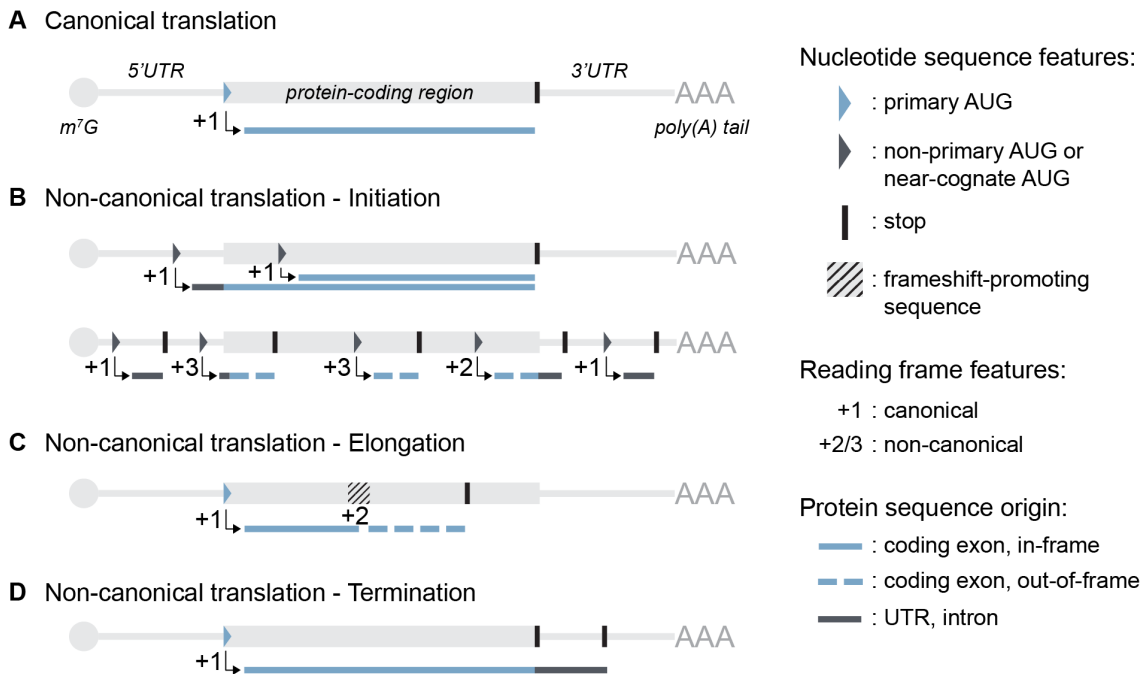 A Canonical translation
5'UTR
protein-coding region
3'UTR
AAA
m⁷G
+1
poly(A) tail
B Non-canonical translation - Initiation
AAA
+1
+1
AAA
+1
+3
+3
+2
+1
C Non-canonical translation - Elongation
AAA
+1
+2
D Non-canonical translation - Termination
AAA
+1
Nucleotide sequence features:
: primary AUG
: non-primary AUG or
near-cognate AUG
: stop
: frameshift-promoting
sequence
Reading frame features:
+1 : canonical
+2/3 : non-canonical
Protein sequence origin:
: coding exon, in-frame
: coding exon, out-of-frame
: UTR, intron